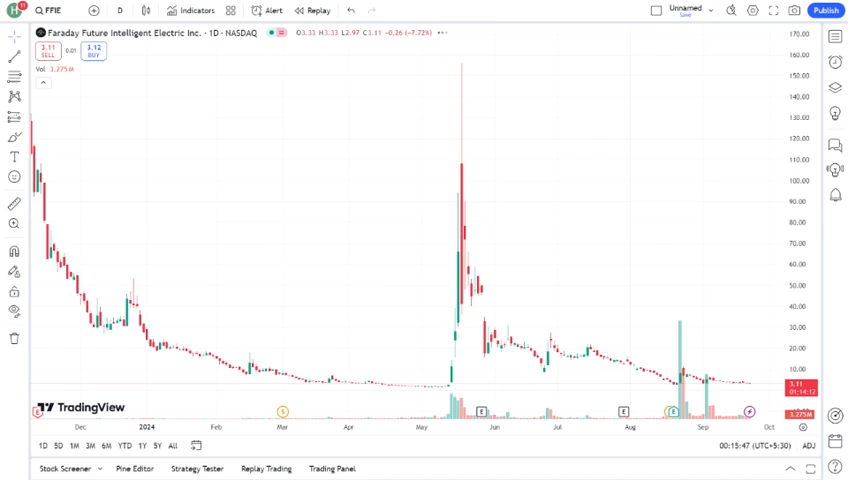 H 11 FFIE D Indicators Alert Replay Unnamed Save Publish
Faraday Future Intelligent Electric Inc. · 1D · NASDAQ O3.33 H3.33 L2.97 C3.11 -0.26 (-7.72%)
3.11 SELL 0.01 3.12 BUY
Vol 3.275M
170.00
160.00
150.00
140.00
130.00
120.00
110.00
100.00
90.00
80.00
70.00
60.00
50.00
40.00
30.00
20.00
10.00
3.11
01:14:12
3.275M
TradingView
E S E E E
Dec 2024 Feb Mar Apr May Jun Jul Aug Sep Oct
1D 5D 1M 3M 6M YTD 1Y 5Y All 00:15:47 (UTC+5:30) ADJ
Stock Screener Pine Editor Strategy Tester Replay Trading Trading Panel